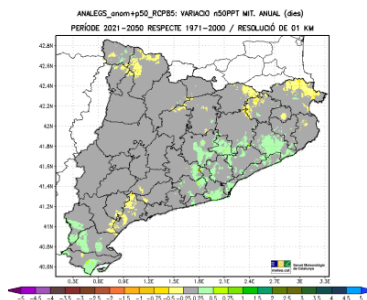 ANALEGS_anom+p50_RCP85: VARIACIO n50PPT MIT. ANUAL (dies)
PERÍODE 2021-2050 RESPECTE 1971-2000 / RESOLUCIÓ DE 01 KM
42.8N
42.6N
42.4N
42.2N
42N
41.8N
41.6N
41.4N
41.2N
41N
40.8N
0.3E 0.6E 0.9E 1.2E 1.5E 1.8E 2.1E 2.4E 2.7E 3E 3.3E
Servei Meteorològic
de Catalunya
meteo.cat
-5 -4.5 -4 -3.5 -3 -2.5 -2 -1.5 -1 -0.75 -0.5 -0.25 0.25 0.5 0.75 1 1.5 2 2.5 3 3.5 4 4.5 5